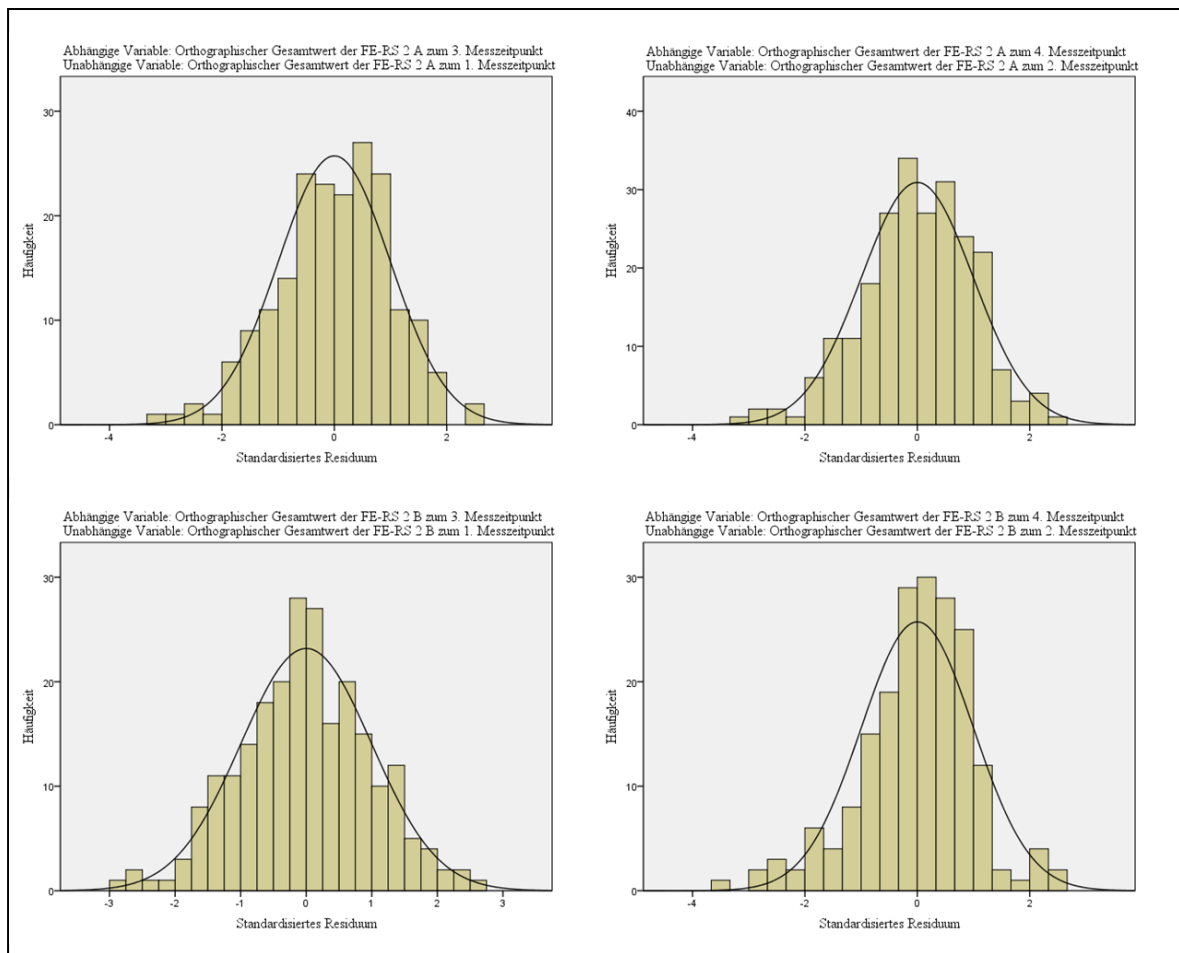 Abhängige Variable: Orthographischer Gesamtwert der FE-RS 2 A zum 3. Messzeitpunkt
Unabhängige Variable: Orthographischer Gesamtwert der FE-RS 2 A zum 1. Messzeitpunkt
30
20
10
0
Häufigkeit
-4
-2
0
2
Standardisiertes Residuum
Abhängige Variable: Orthographischer Gesamtwert der FE-RS 2 A zum 4. Messzeitpunkt
Unabhängige Variable: Orthographischer Gesamtwert der FE-RS 2 A zum 2. Messzeitpunkt
40
30
20
10
0
Häufigkeit
-4
-2
0
2
Standardisiertes Residuum
Abhängige Variable: Orthographischer Gesamtwert der FE-RS 2 B zum 3. Messzeitpunkt
Unabhängige Variable: Orthographischer Gesamtwert der FE-RS 2 B zum 1. Messzeitpunkt
30
20
10
0
Häufigkeit
-3
-2
-1
0
1
2
3
Standardisiertes Residuum
Abhängige Variable: Orthographischer Gesamtwert der FE-RS 2 B zum 4. Messzeitpunkt
Unabhängige Variable: Orthographischer Gesamtwert der FE-RS 2 B zum 2. Messzeitpunkt
30
20
10
0
Häufigkeit
-4
-2
0
2
Standardisiertes Residuum